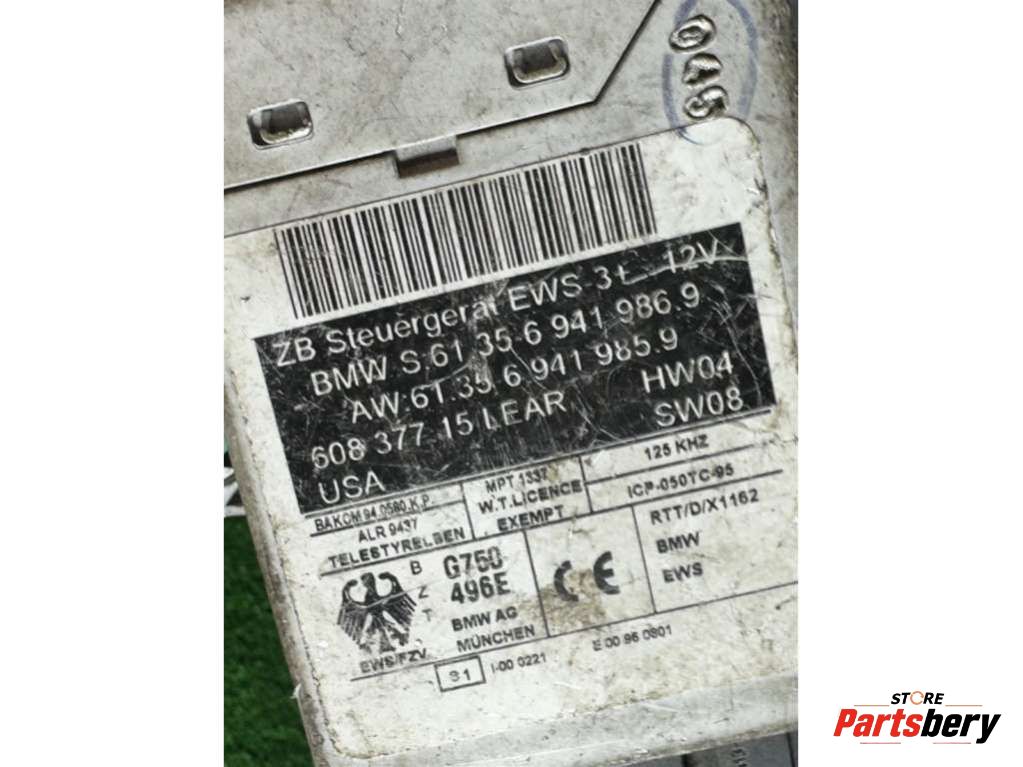 045
ZB Steuergerät EWS-3 12V
BMW S.61 35 6 941 986.9
AW.61.35 6 941 985.9
608 377 15 LEAR HW04
USA SW08
BAKOM 94.0580.K.P.
ALR 9437
TELESTYRELSEN
MPT 1337
W.T.LICENCE
EXEMPT
125 KHZ
ICP-050TC-95
EWS/FZV.
B
Z
T
G750
496E
BMW AG
MÜNCHEN
CE
RTT/D/X1162
BMW
EWS
I-00 0221
E 00 96 0801
STORE
Partsbery